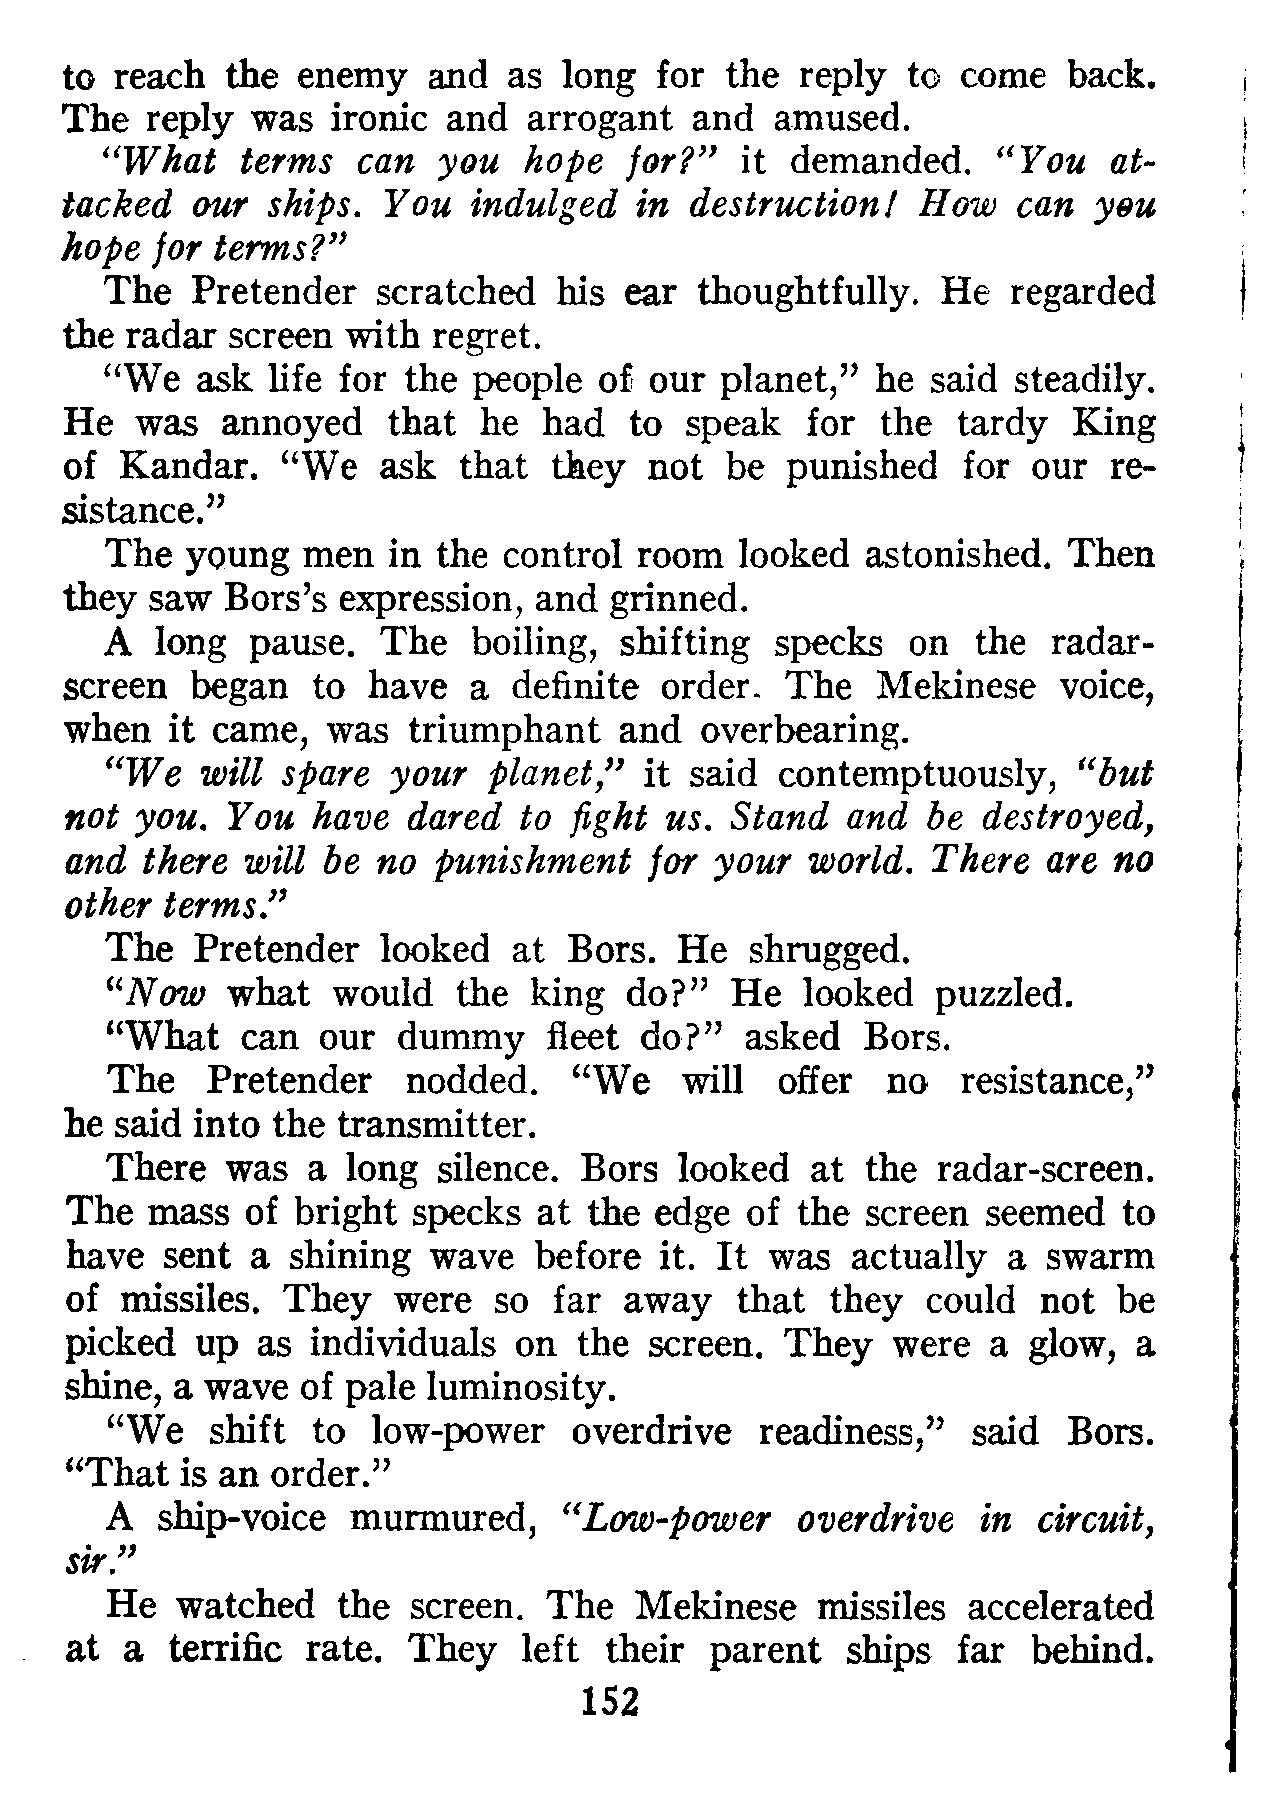 to reach the enemy and as long for the reply to come back.
The reply was ironic and arrogant and amused.
“What terms can you hope for?” it demanded. “You at-
tacked our ships. You indulged in destruction! How can you
hope for terms?”
The Pretender scratched his ear thoughtfully. He regarded
the radar screen with regret.
“We ask life for the people of our planet,” he said steadily.
He was annoyed that he had to speak for the tardy King
of Kandar. “We ask that they not be punished for our re-
sistance.”
The young men in the control room looked astonished. Then
they saw Bors’s expression, and grinned.
A long pause. The boiling, shifting specks on the radar-
screen began to have a definite order. The Mekinese voice,
when it came, was triumphant and overbearing.
“We will spare your planet,” it said contemptuously, “but
not you. You have dared to fight us. Stand and be destroyed,
and there will be no punishment for your world. There are no
other terms.”
The Pretender looked at Bors. He shrugged.
“Now what would the king do?” He looked puzzled.
“What can our dummy fleet do?” asked Bors.
The Pretender nodded. “We will offer no resistance,”
he said into the transmitter.
There was a long silence. Bors looked at the radar-screen.
The mass of bright specks at the edge of the screen seemed to
have sent a shining wave before it. It was actually a swarm
of missiles. They were so far away that they could not be
picked up as individuals on the screen. They were a glow, a
shine, a wave of pale luminosity.
“We shift to low-power overdrive readiness,” said Bors.
“That is an order.”
A ship-voice murmured, “Low-power overdrive in circuit,
sir.”
He watched the screen. The Mekinese missiles accelerated
at a terrific rate. They left their parent ships far behind.
152